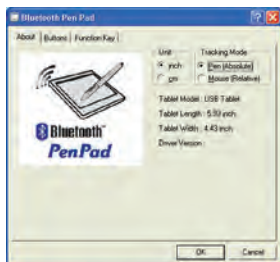 Bluetooth Pen Pad
About Buttons Function Key
Unit
inch
cm
Tracking Mode
Pen (Absolute)
Mouse (Relative)
Bluetooth™
PenPad
Tablet Model : USB Tablet
Tablet Length : 5.93 inch
Tablet Width : 4.43 inch
Driver Version :
OK Cancel